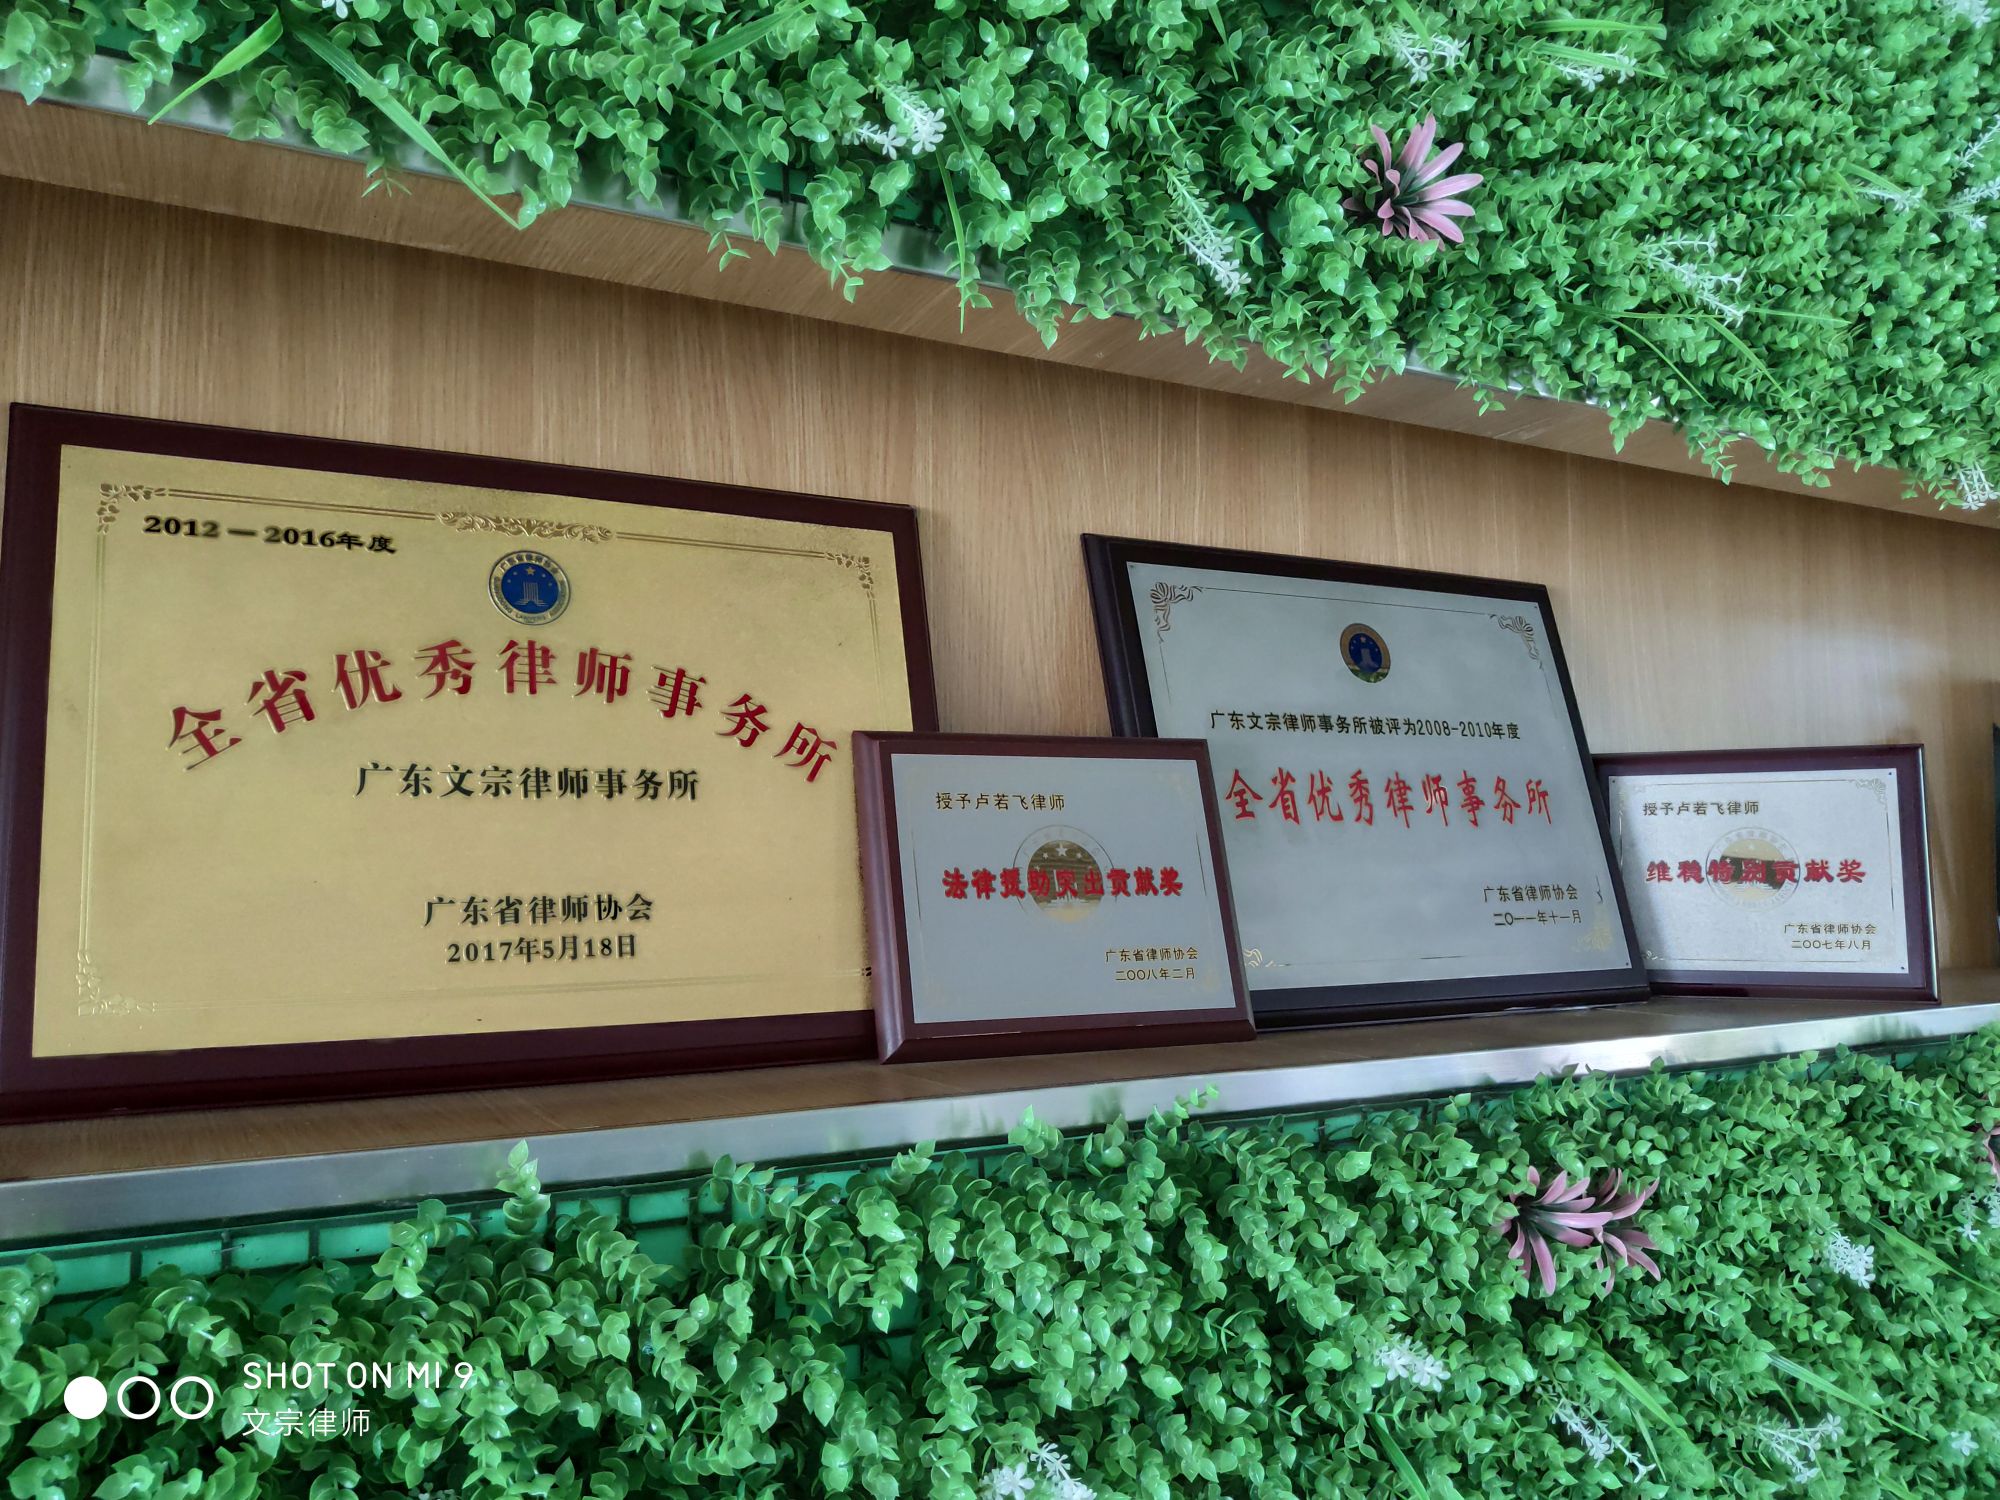 2012－2016年度
全省优秀律师事务所
广东文宗律师事务所
广东省律师协会
2017年5月18日
授予卢若飞律师
法律援助突出贡献奖
广东省律师协会
二〇〇八年二月
广东文宗律师事务所被评为2008-2010年度
全省优秀律师事务所
广东省律师协会
二〇一一年十一月
授予卢若飞律师
维稳特别贡献奖
广东省律师协会
二〇〇七年八月
SHOT ON MI 9
文宗律师